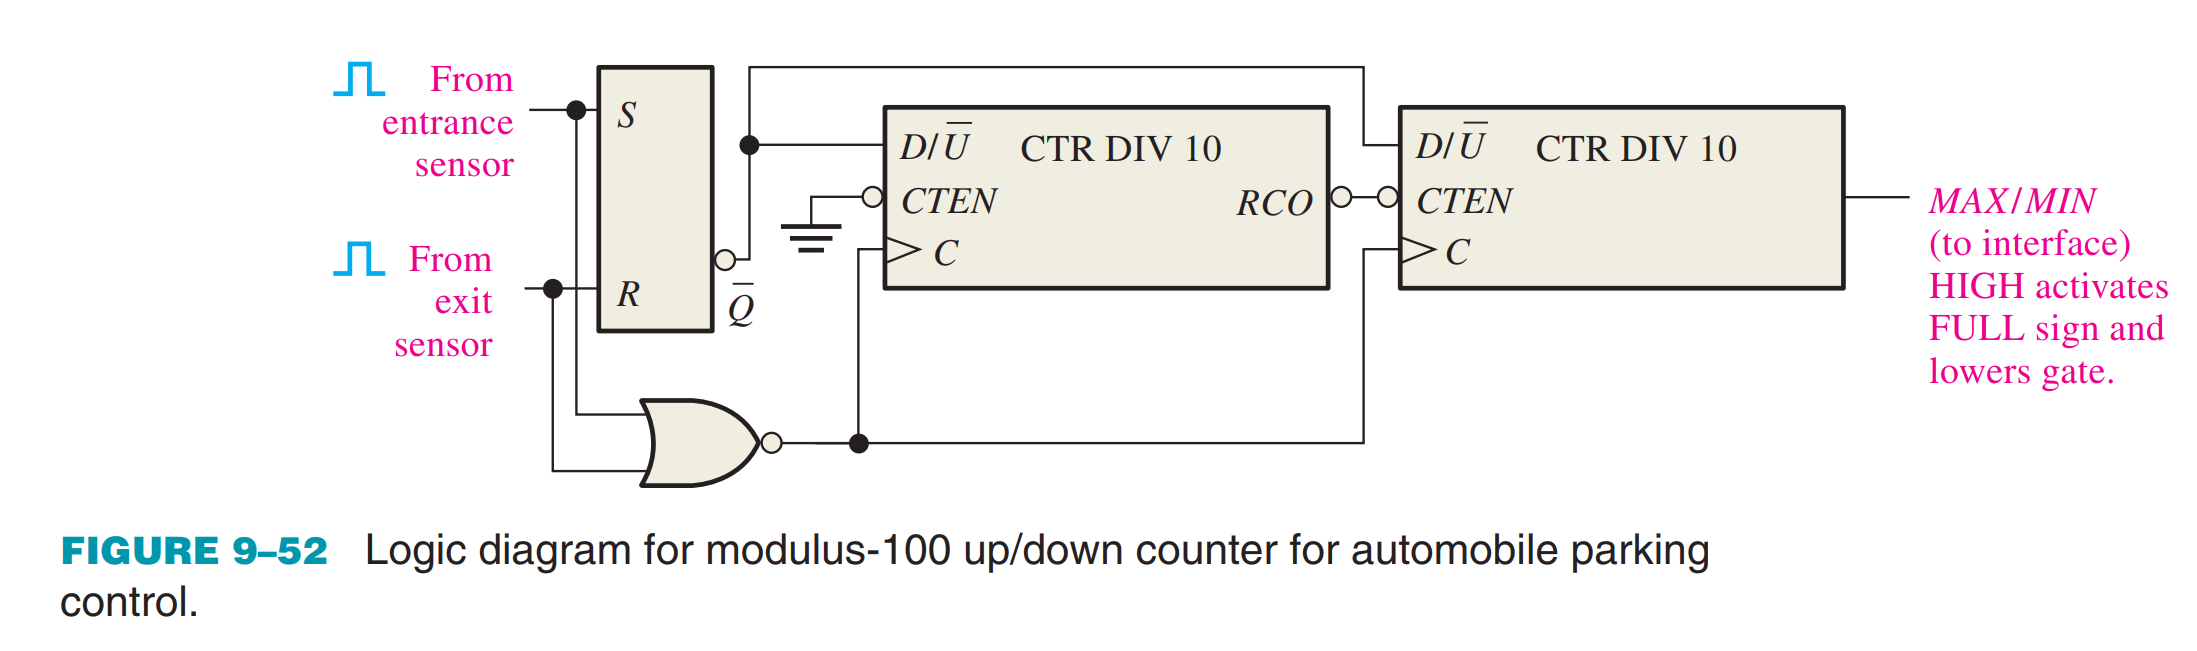 From
entrance
sensor
S
D/U̅ CTR DIV 10
CTEN
RCO
C
D/U̅ CTR DIV 10
CTEN
C
MAX/MIN
(to interface)
HIGH activates
FULL sign and
lowers gate.
From
exit
sensor
R
Q̅
FIGURE 9–52 Logic diagram for modulus-100 up/down counter for automobile parking
control.